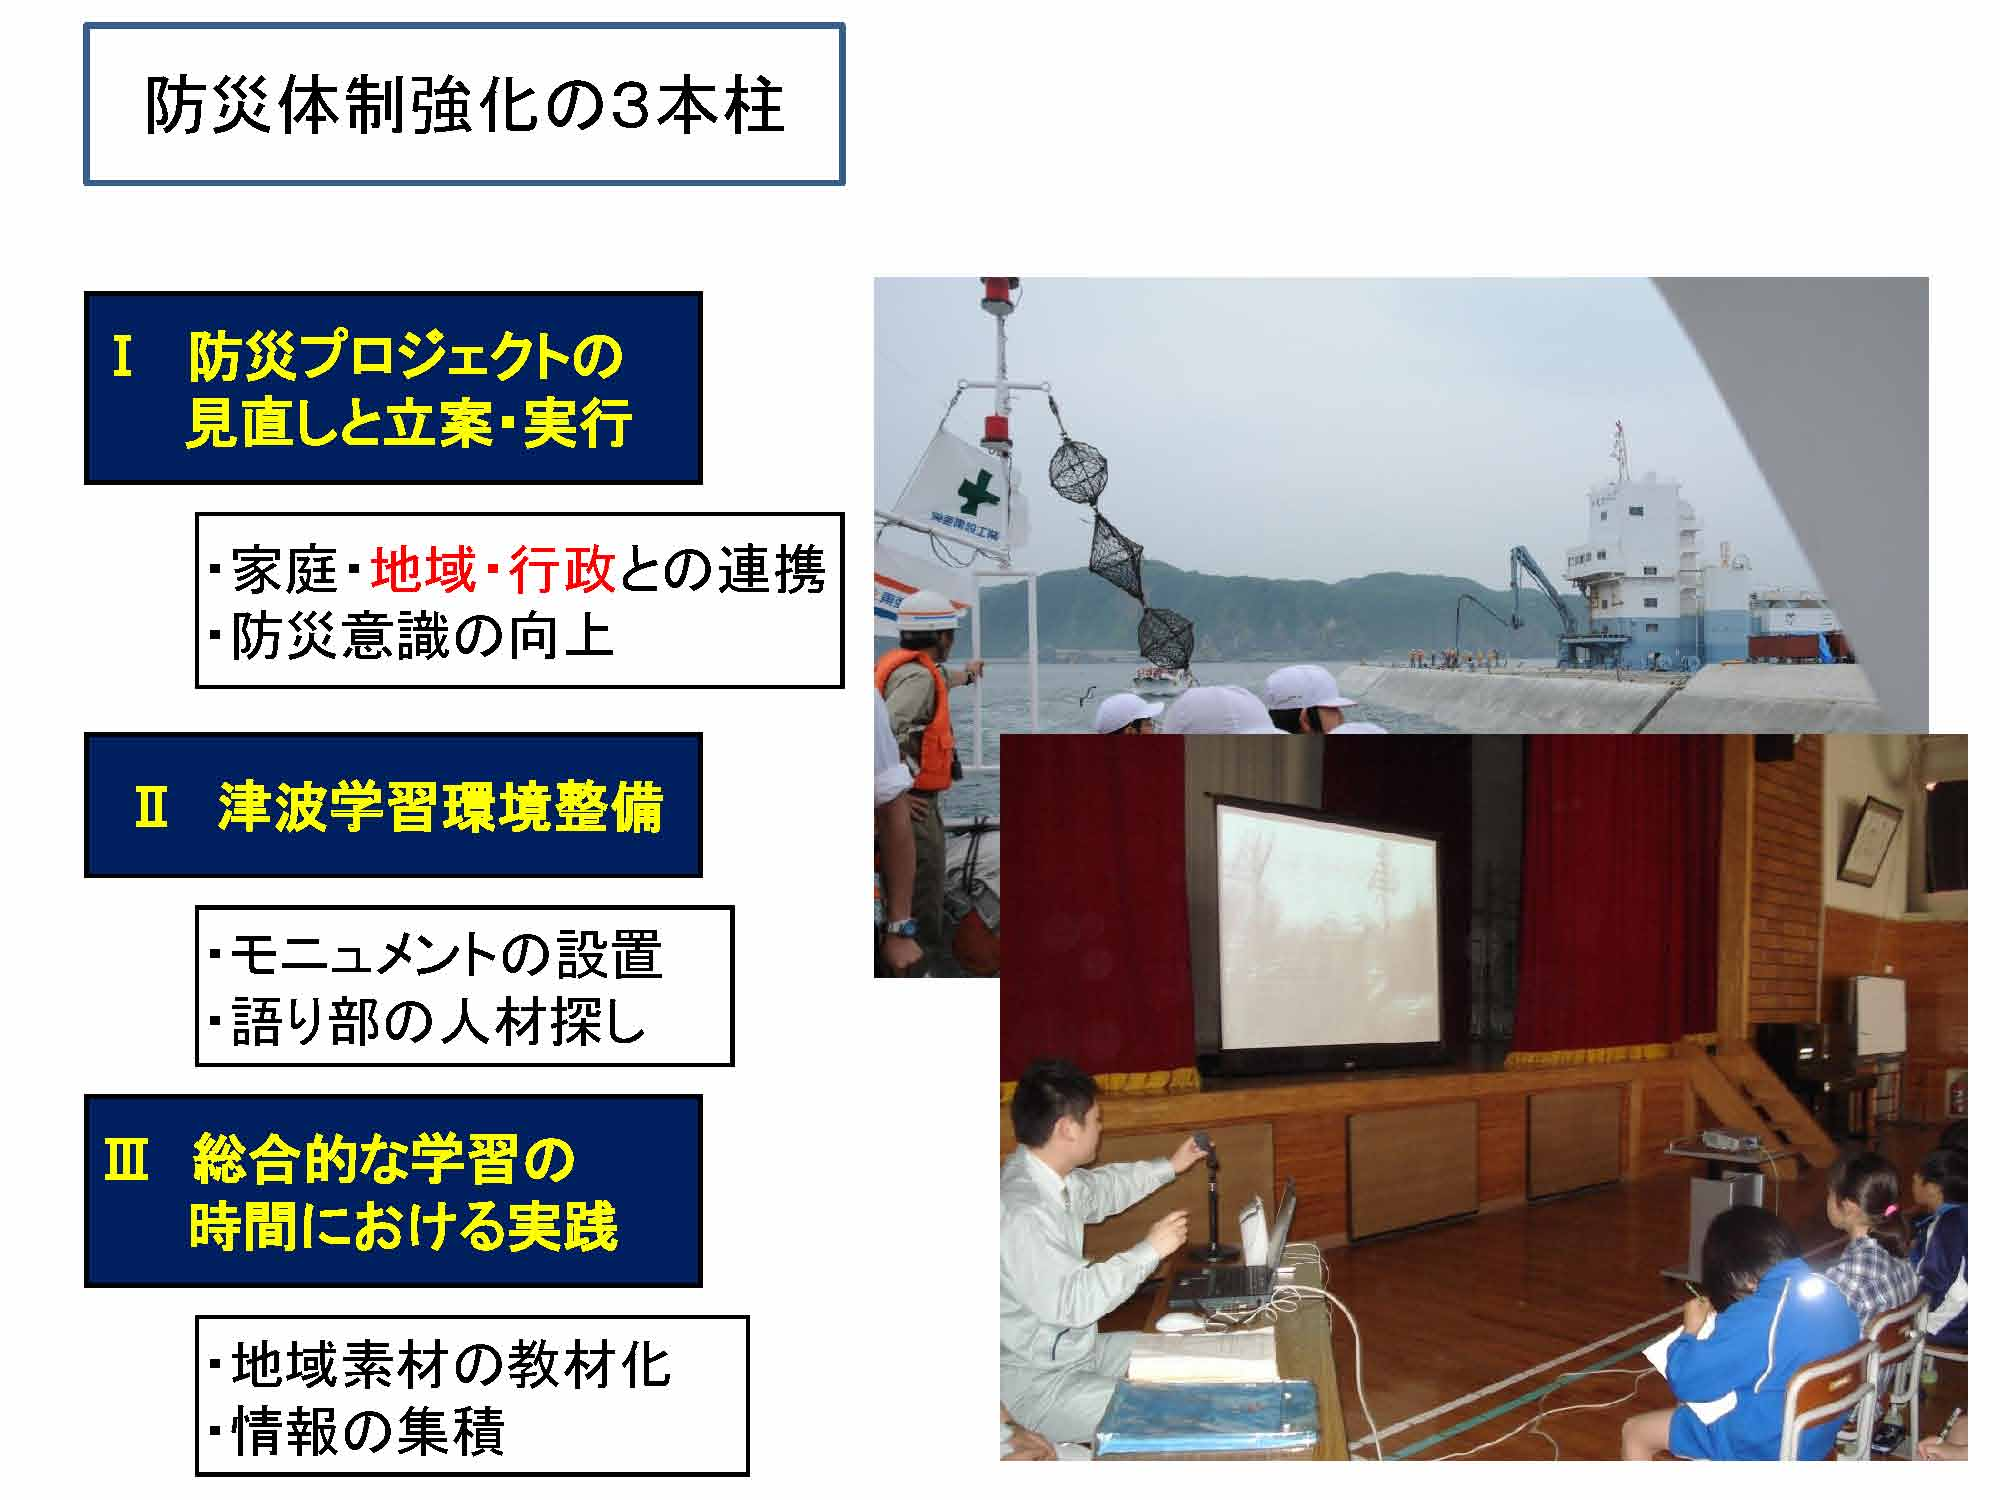 防災体制強化の３本柱
Ⅰ　防災プロジェクトの
見直しと立案・実行
・家庭・地域・行政との連携
・防災意識の向上
Ⅱ　津波学習環境整備
・モニュメントの設置
・語り部の人材探し
Ⅲ　総合的な学習の
時間における実践
・地域素材の教材化
・情報の集積